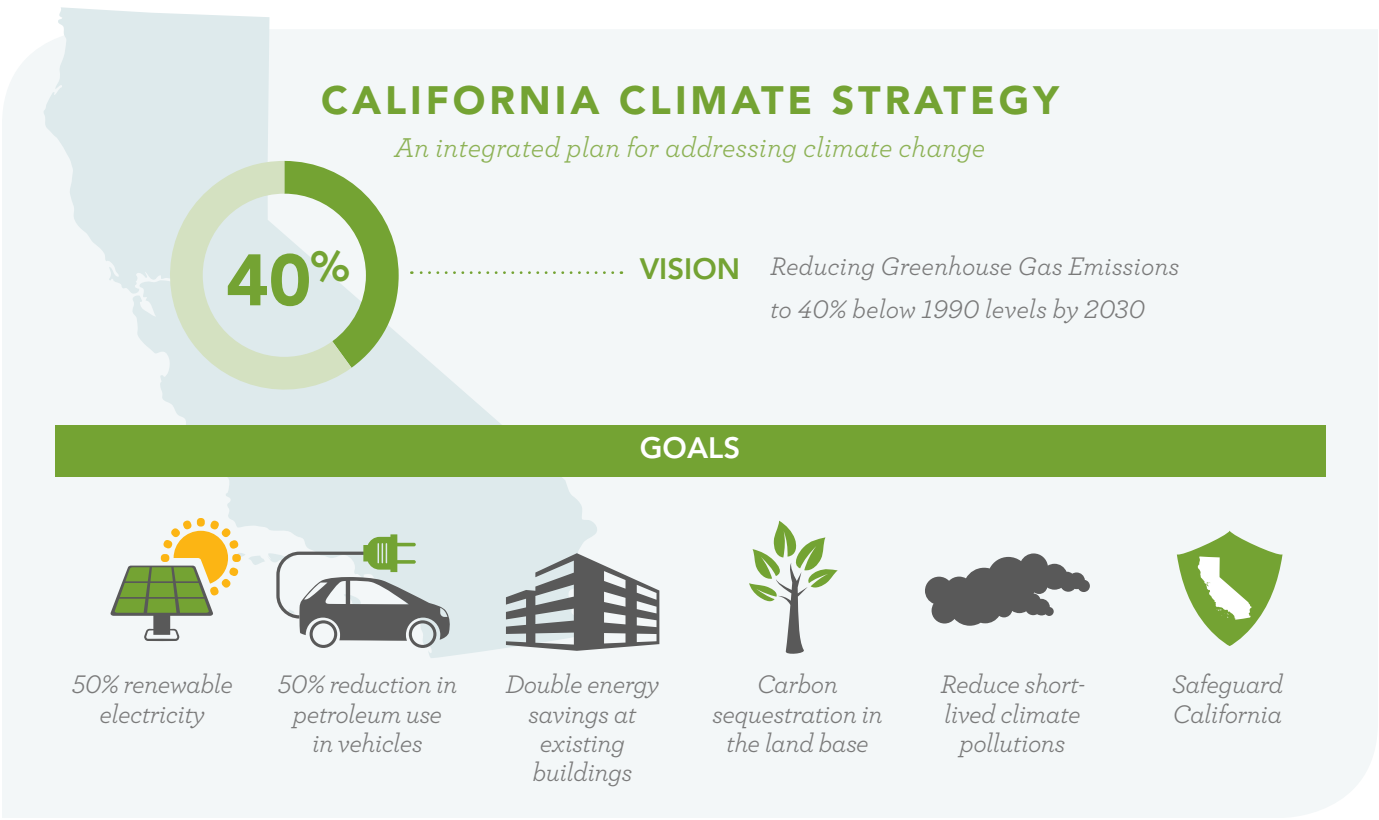 CALIFORNIA CLIMATE STRATEGY
An integrated plan for addressing climate change
40%
VISION
Reducing Greenhouse Gas Emissions
to 40% below 1990 levels by 2030
GOALS
50% renewable
electricity
50% reduction in
petroleum use
in vehicles
Double energy
savings at
existing
buildings
Carbon
sequestration in
the land base
Reduce short-
lived climate
pollutions
Safeguard
California